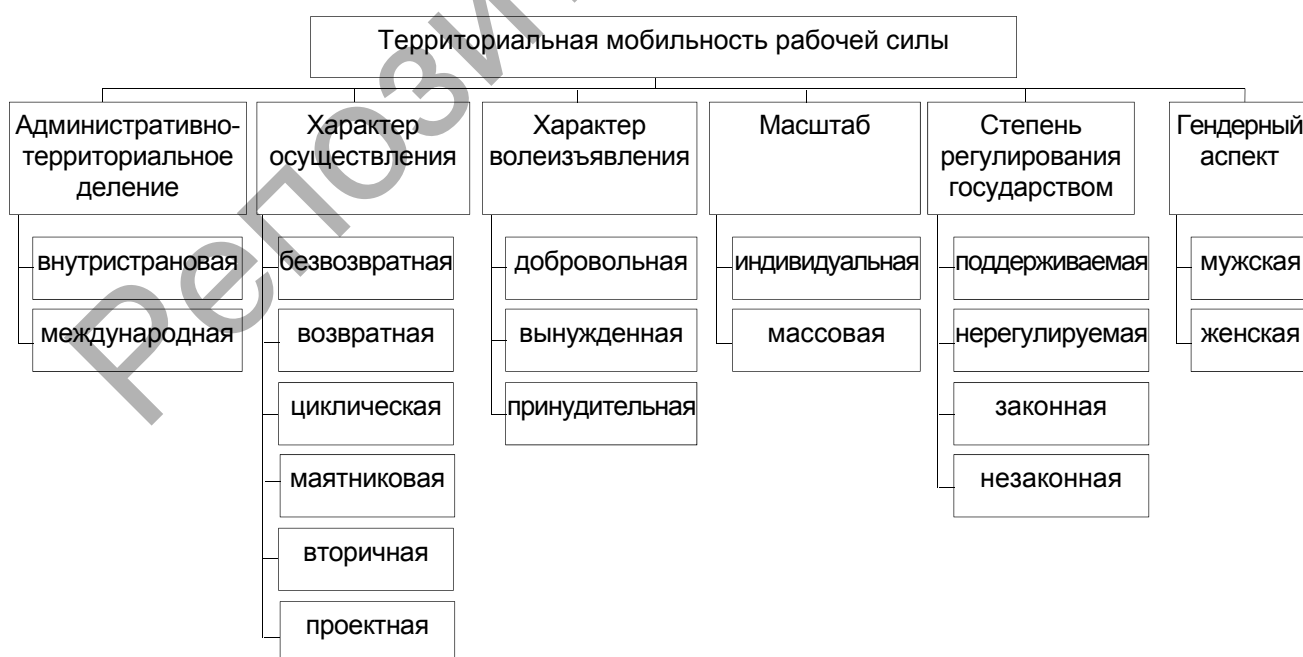 Территориальная мобильность рабочей силы
Административно-
территориальное
деление
внутристрановая
международная
Характер
осуществления
безвозвратная
возвратная
циклическая
маятниковая
вторичная
проектная
Характер
волеизъявления
добровольная
вынужденная
принудительная
Масштаб
индивидуальная
массовая
Степень
регулирования
государством
поддерживаемая
нерегулируемая
законная
незаконная
Гендерный
аспект
мужская
женская